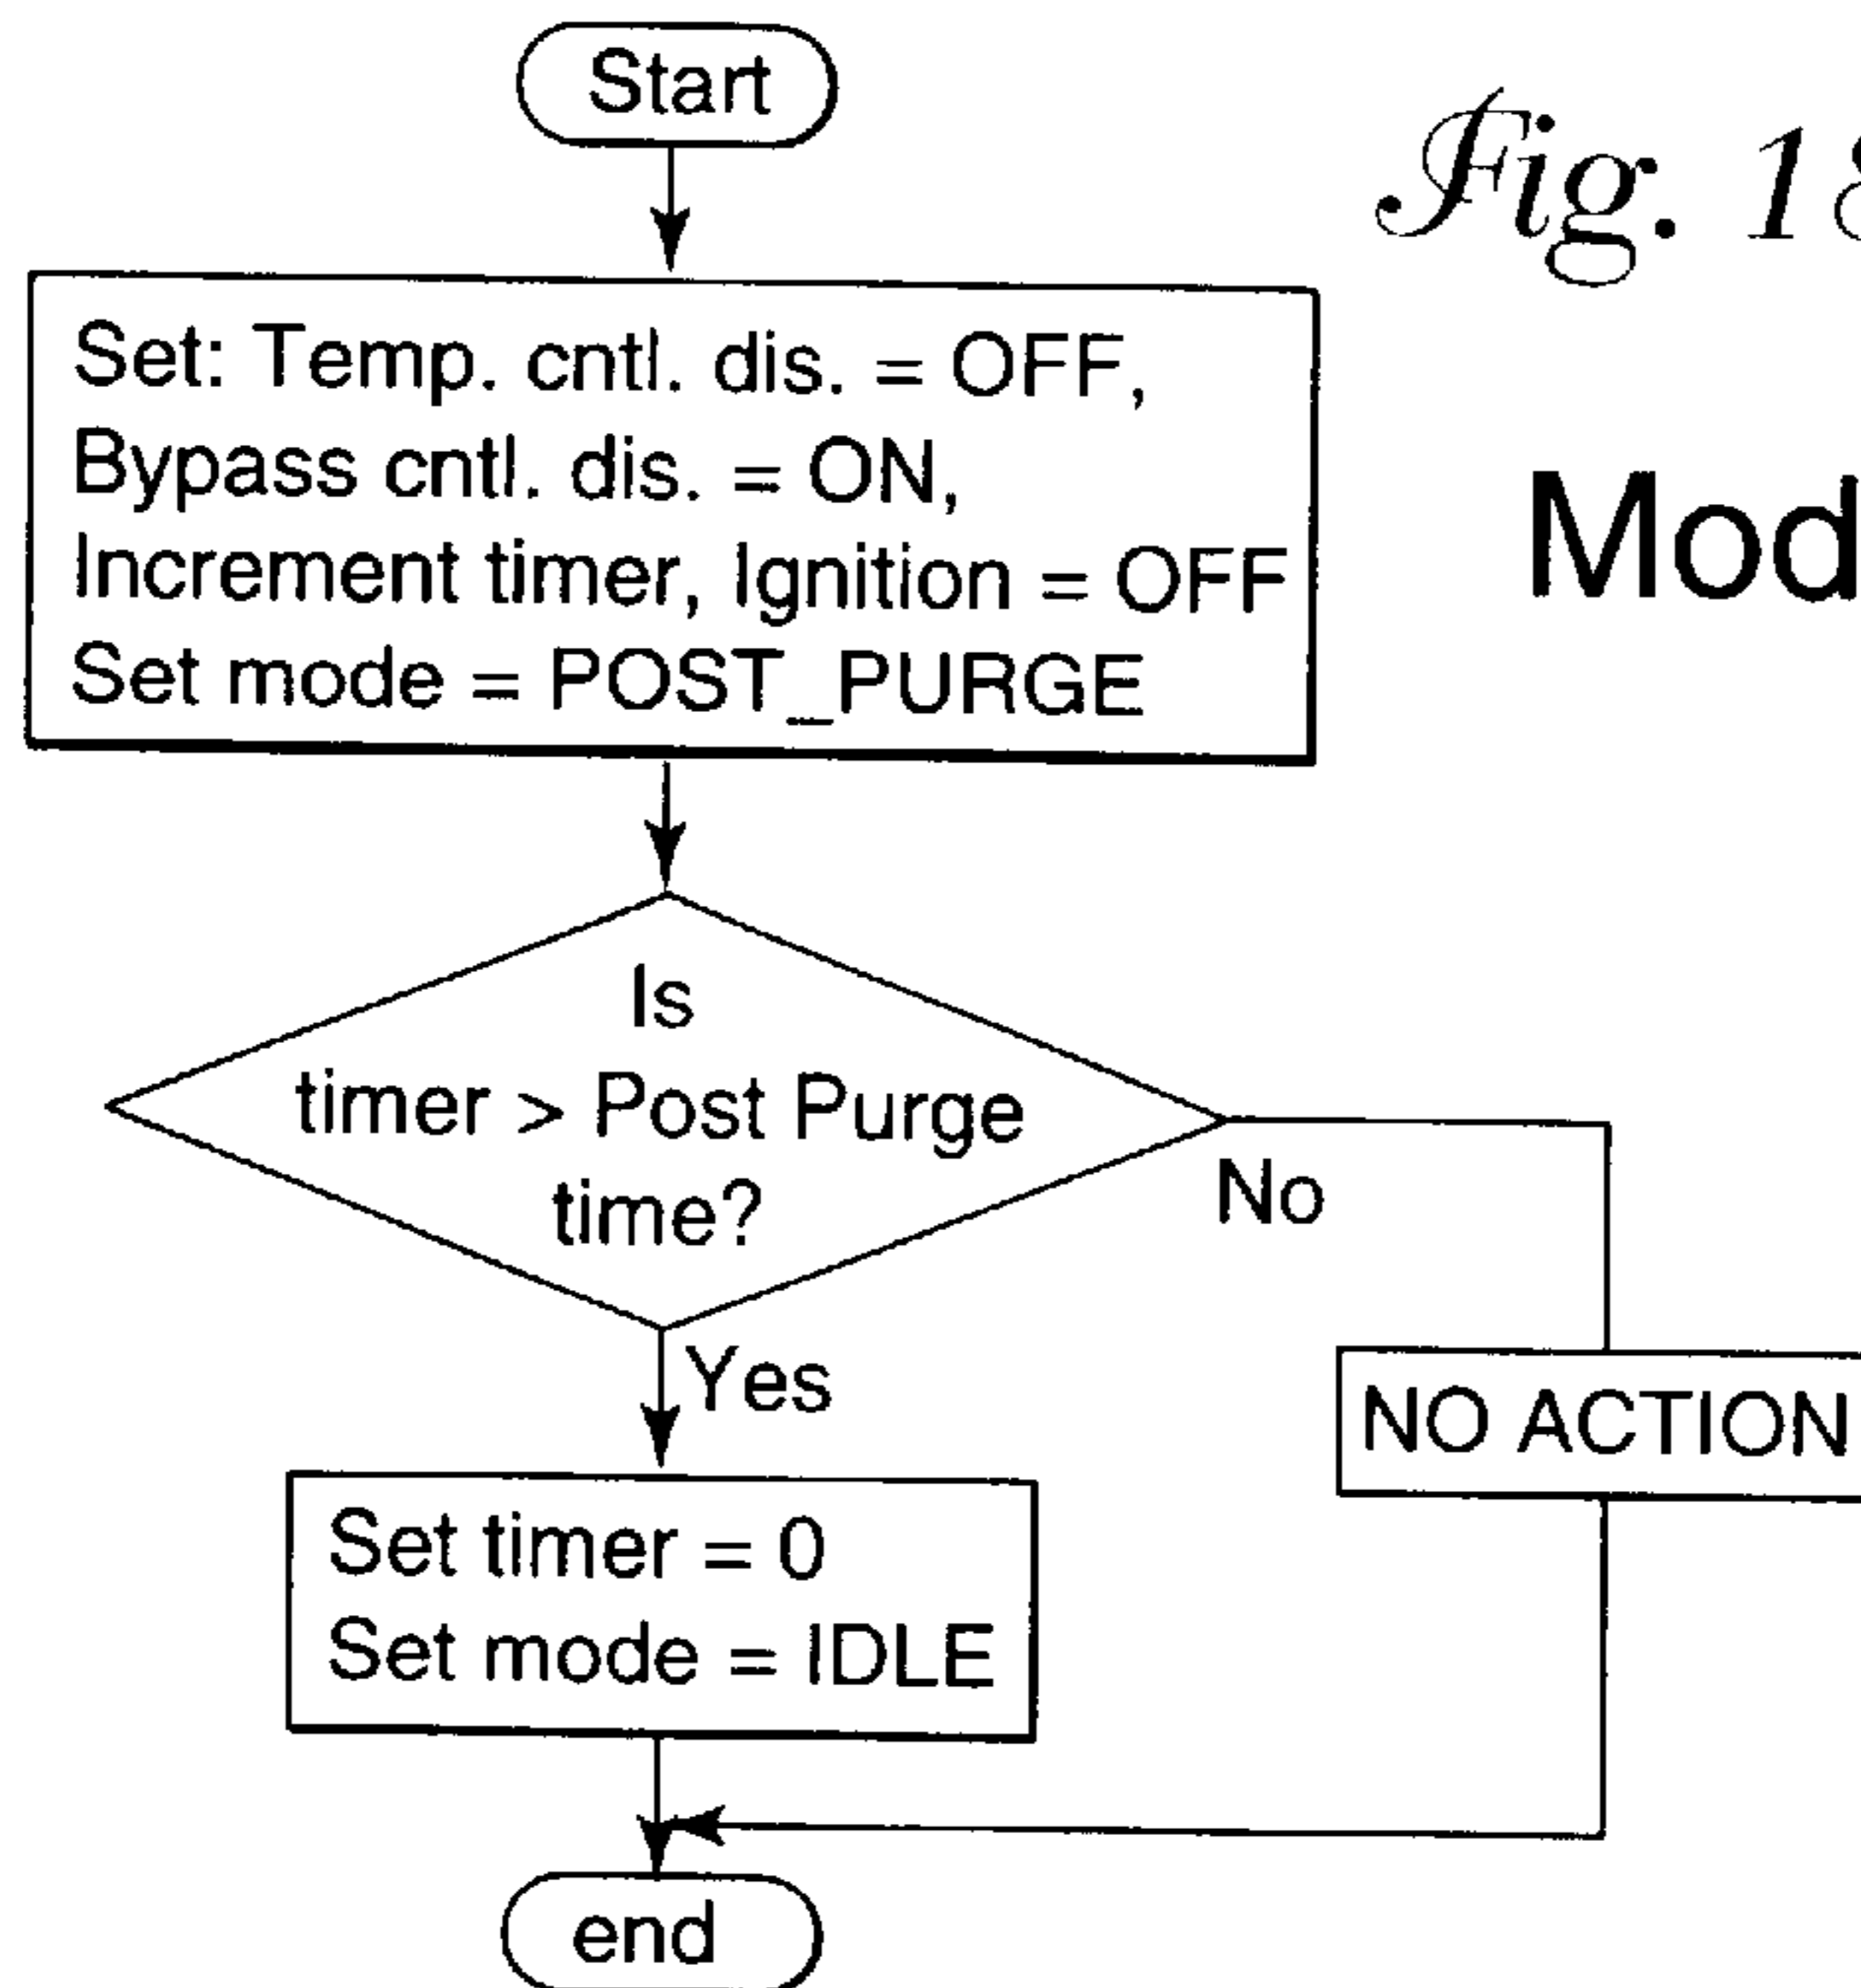 Start
Fig. 18
Set: Temp. cntl. dis. = OFF,
Bypass cntl. dis. = ON,
Increment timer, Ignition = OFF
Set mode = POST_PURGE
Mod
Is
timer > Post Purge
time?
No
Yes
NO ACTION
Set timer = 0
Set mode = IDLE
end